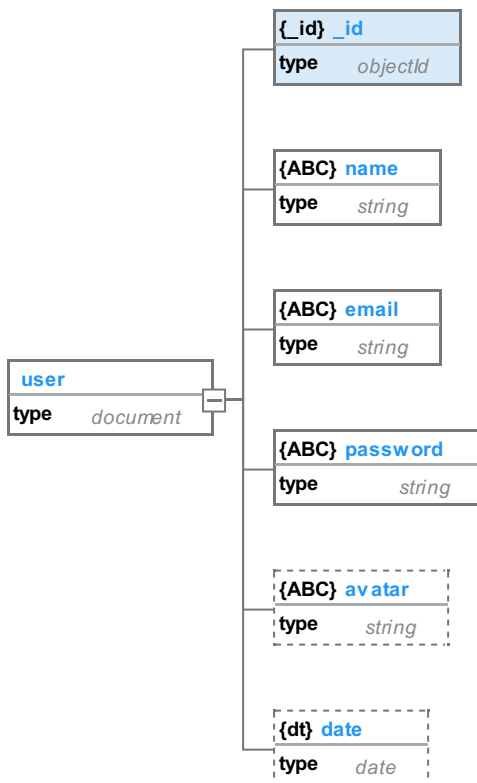 {_id} _id
type objectId
{ABC} name
type string
{ABC} email
type string
user
type document
{ABC} password
type string
{ABC} avatar
type string
{dt} date
type date